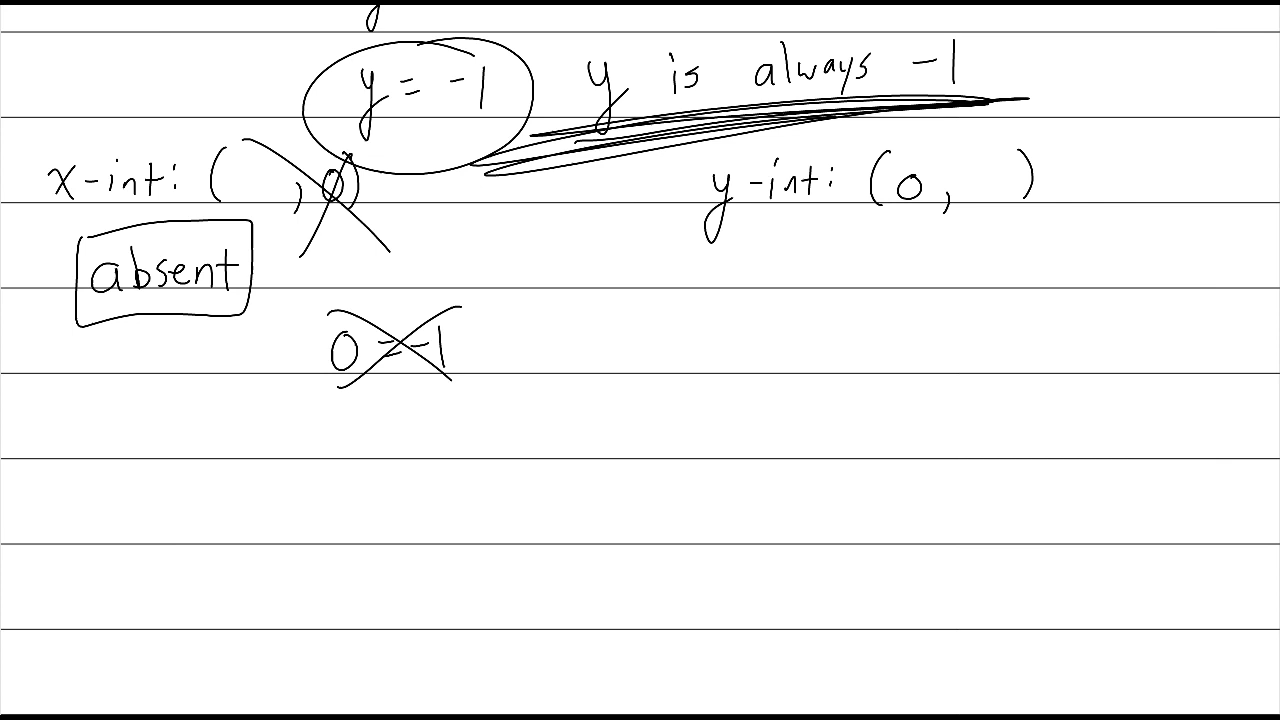 y = -1 y is always -1
x-int: ( , 0) y-int: (0, )
absent
0 = -1